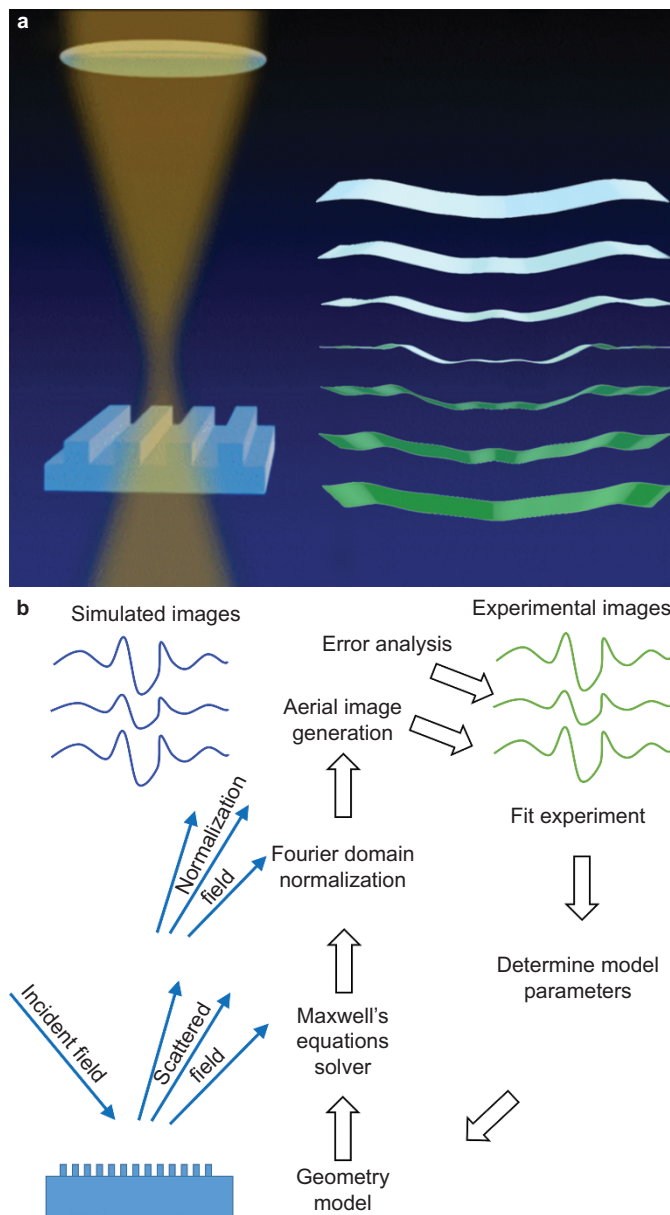 a
b
Simulated images
Experimental images
Error analysis
Aerial image
generation
Normalization
field
Fourier domain
normalization
Fit experiment
Determine model
parameters
Incident field
Scattered
field
Maxwell's
equations
solver
Geometry
model